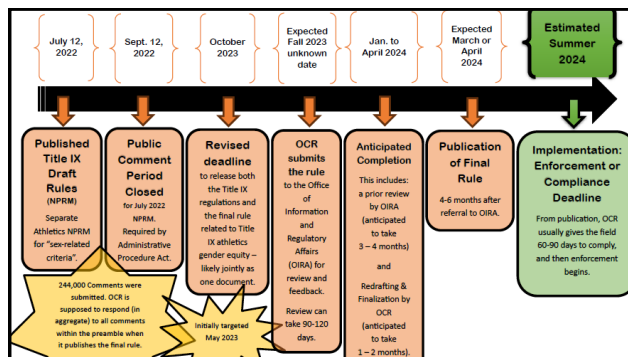 July 12,
2022
Sept. 12,
2022
October
2023
Expected
Fall 2023
unknown
date
Jan. to
April 2024
Expected
March or
April
2024
Estimated
Summer
2024
Published
Title IX
Draft
Rules
(NPRM)
Separate
Athletics NPRM
for “sex-related
criteria”.
Public
Comment
Period
Closed
for July 2022
NPRM.
Required by
Administrative
Procedure Act.
244,000 Comments were
submitted. OCR is
supposed to respond (in
aggregate) to all comments
within the preamble when
it publishes the final rule.
Revised
deadline
to release both
the Title IX
regulations and
the final rule
related to Title
IX athletics
gender equity –
likely jointly as
one document.
Initially targeted
May 2023
OCR
submits
the rule
to the Office
of
Information
and
Regulatory
Affairs
(OIRA) for
review and
feedback.
Review can
take 90-120
days.
Anticipated
Completion
This includes:
a prior review
by OIRA
(anticipated
to take
3 – 4 months)
and
Redrafting &
Finalization by
OCR
(anticipated
to take
1 – 2 months).
Publication
of Final
Rule
4-6 months after
referral to OIRA.
Implementation:
Enforcement or
Compliance
Deadline
From publication, OCR
usually gives the field
60-90 days to comply,
and then enforcement
begins.